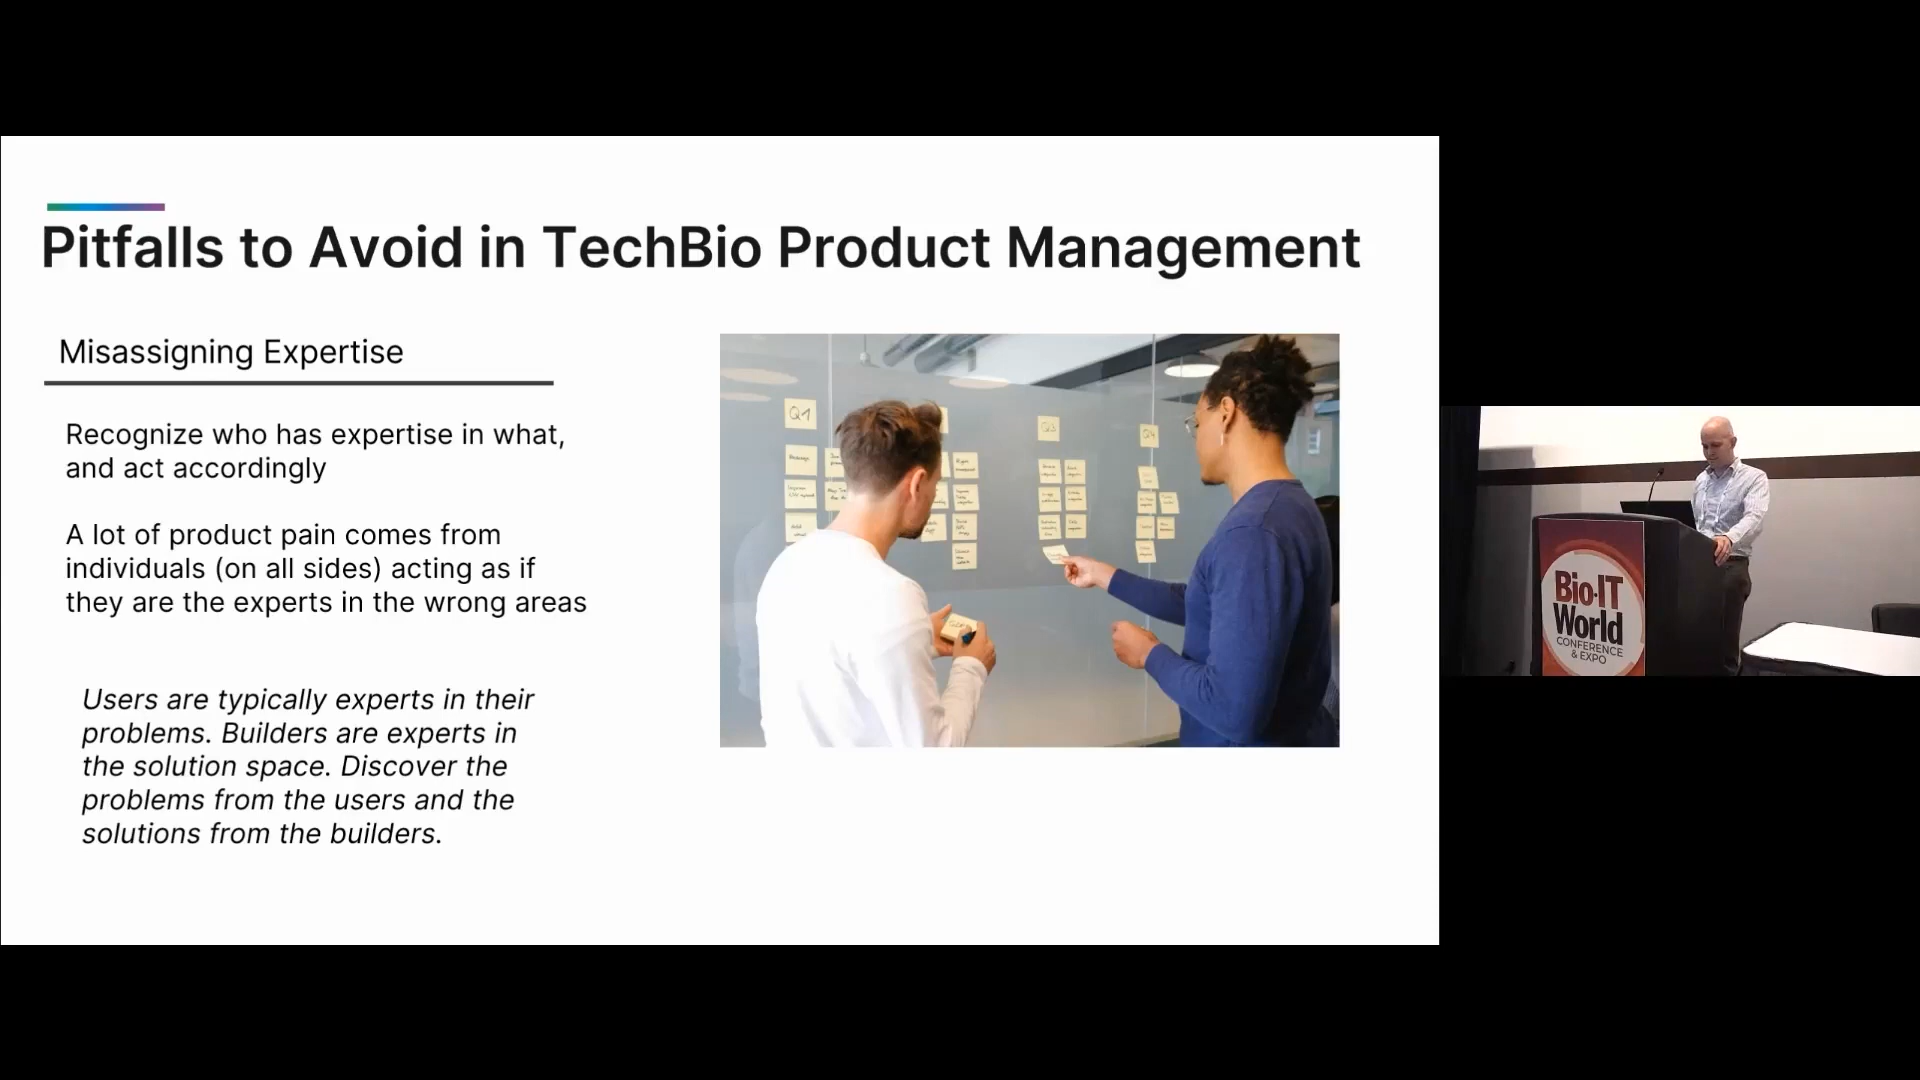 Pitfalls to Avoid in TechBio Product Management
Misassigning Expertise
Recognize who has expertise in what,
and act accordingly
A lot of product pain comes from
individuals (on all sides) acting as if
they are the experts in the wrong areas
Users are typically experts in their
problems. Builders are experts in
the solution space. Discover the
problems from the users and the
solutions from the builders.
Q1
Q3
Q4
Bio-IT
World
CONFERENCE
& EXPO